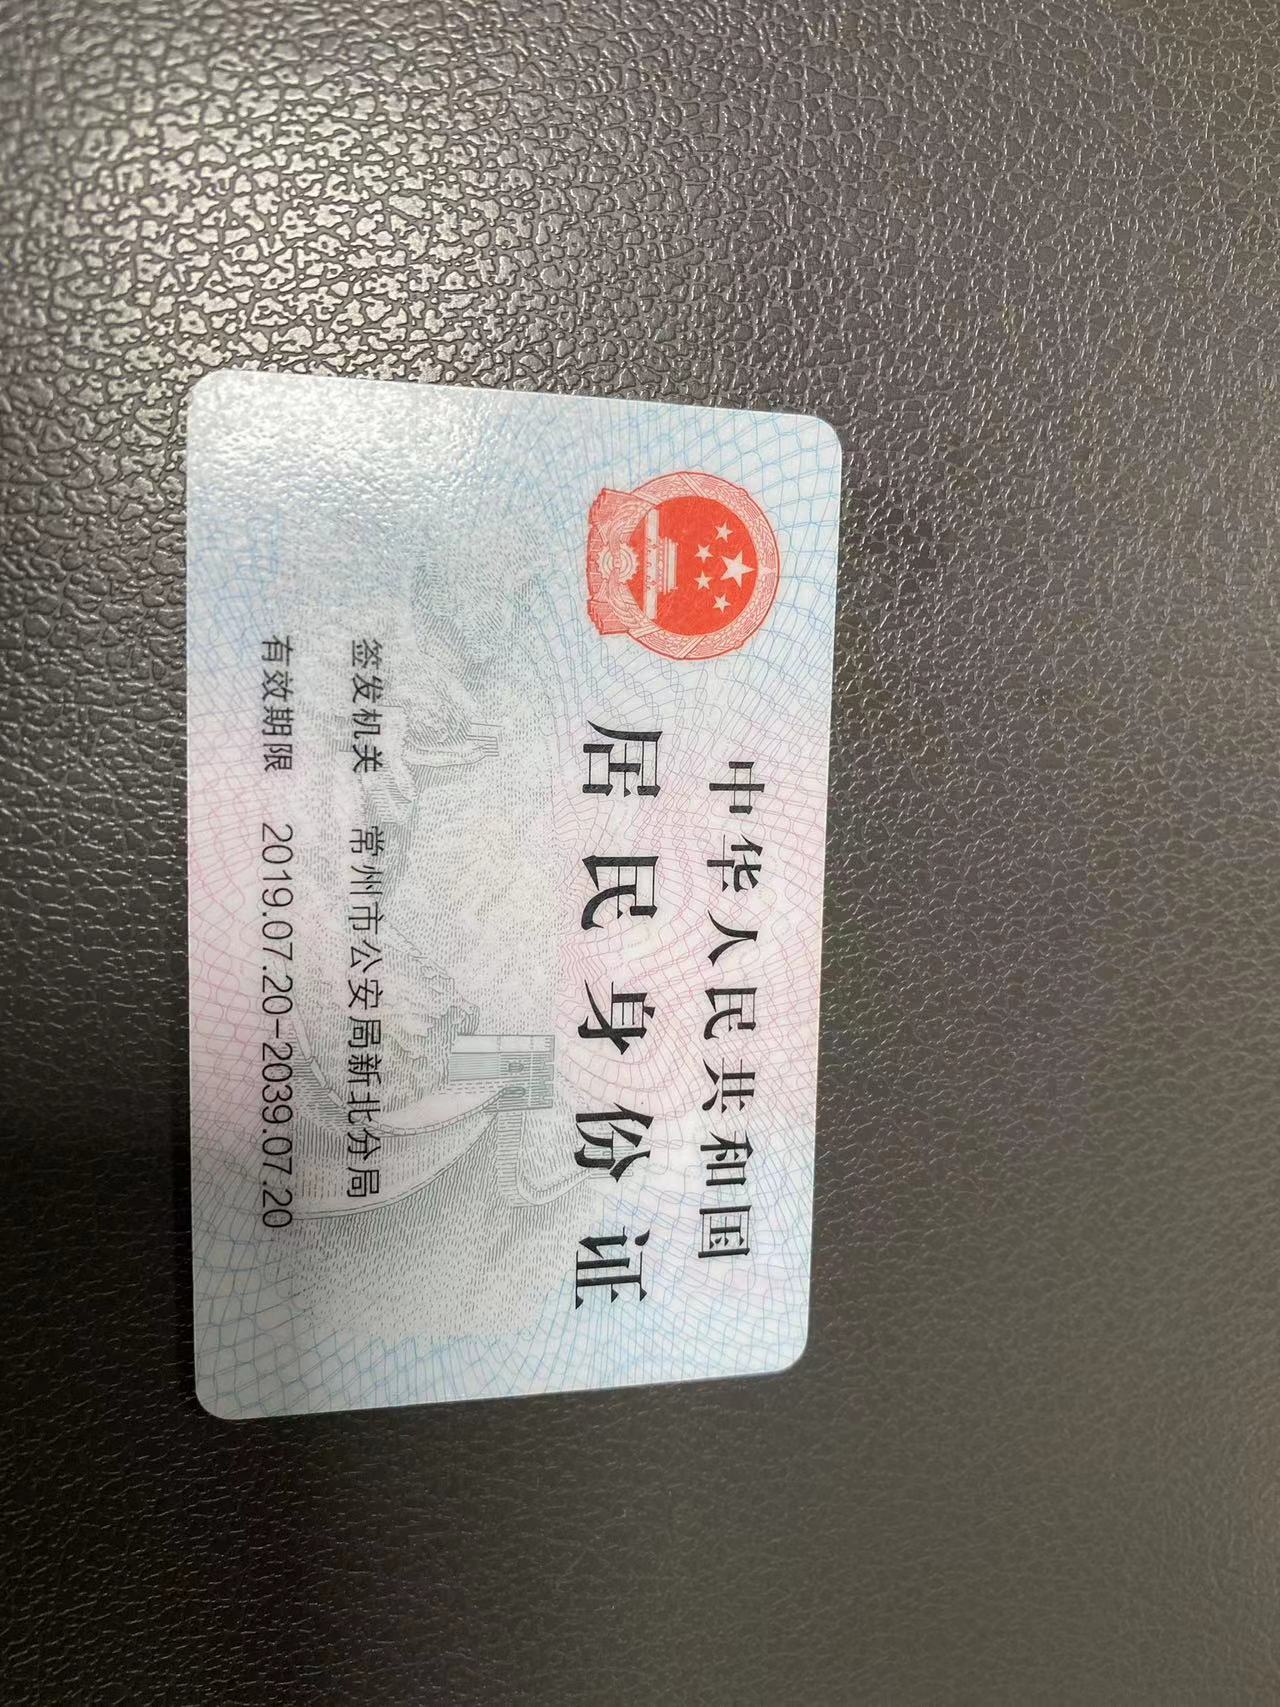 中华人民共和国
居民身份证
签发机关 常州市公安局新北分局
有效期限 2019.07.20-2039.07.20